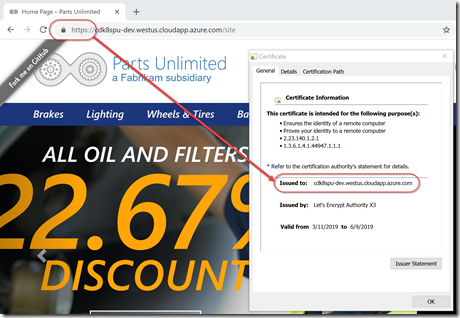 Home Page – Parts Unlimited
https://cdk8spu-dev.westus.cloudapp.azure.com/site
Fork me on GitHub
Parts Unlimited
a Fabrikam subsidiary
Brakes Lighting Wheels & Tires Ba
ALL OIL AND FILTERS
22.67%
DISCOUNT
Certificate
General Details Certification Path
Certificate Information
This certificate is intended for the following purpose(s):
• Ensures the identity of a remote computer
• Proves your identity to a remote computer
• 2.23.140.1.2.1
• 1.3.6.1.4.1.44947.1.1.1
* Refer to the certification authority's statement for details.
Issued to: cdk8spu-dev.westus.cloudapp.azure.com
Issued by: Let's Encrypt Authority X3
Valid from 3/11/2019 to 6/9/2019
Issuer Statement
OK